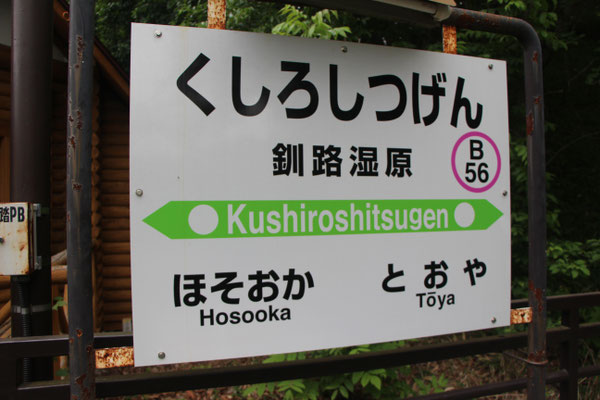 くしろしつげん
釧路湿原
B
56
Kushiroshitsugen
ほそおか
Hosooka
とおや
Tōya
踏PB